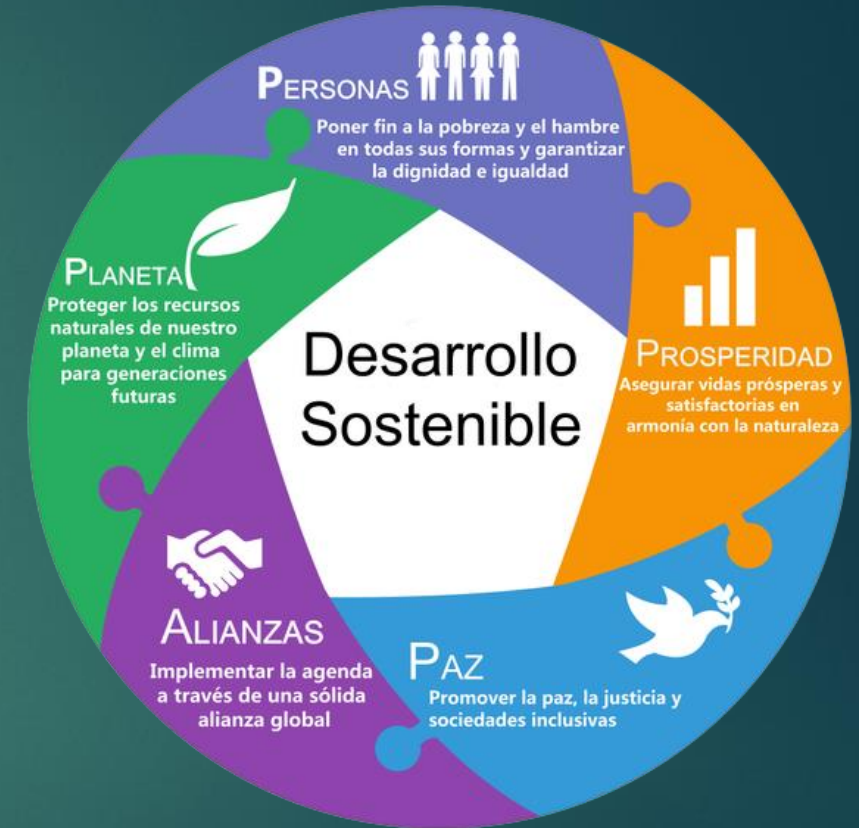 PERSONAS
Poner fin a la pobreza y el hambre
en todas sus formas y garantizar
la dignidad e igualdad
PLANETA
Proteger los recursos
naturales de nuestro
planeta y el clima
para generaciones
futuras
Desarrollo
Sostenible
PROSPERIDAD
Asegurar vidas prósperas y
satisfactorias en
armonía con la naturaleza
ALIANZAS
Implementar la agenda
a través de una sólida
alianza global
PAZ
Promover la paz, la justicia y
sociedades inclusivas